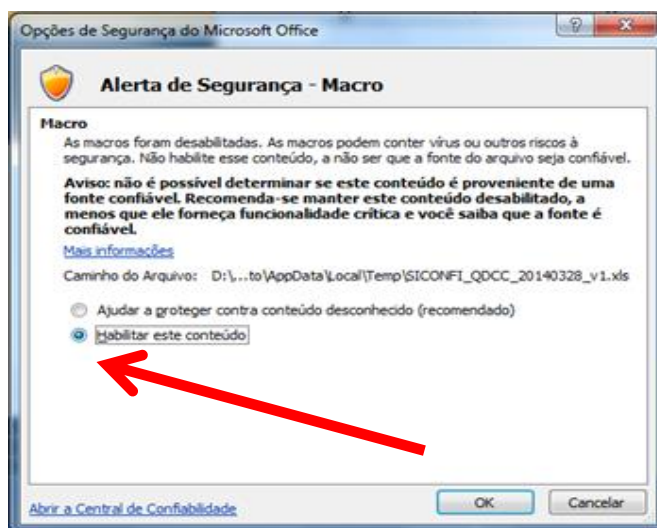 Opções de Segurança do Microsoft Office
Alerta de Segurança - Macro
Macro
As macros foram desabilitadas. As macros podem conter vírus ou outros riscos à
segurança. Não habilite esse conteúdo, a não ser que a fonte do arquivo seja confiável.
Aviso: não é possível determinar se este conteúdo é proveniente de uma
fonte confiável. Recomenda-se manter este conteúdo desabilitado, a
menos que ele forneça funcionalidade crítica e você saiba que a fonte é
confiável.
Mais informações
Caminho do Arquivo: D:\...to\AppData\Local\Temp\SICONFI_QDCC_20140328_v1.xls
Ajudar a proteger contra conteúdo desconhecido (recomendado)
Habilitar este conteúdo
Abrir a Central de Confiabilidade
OK
Cancelar